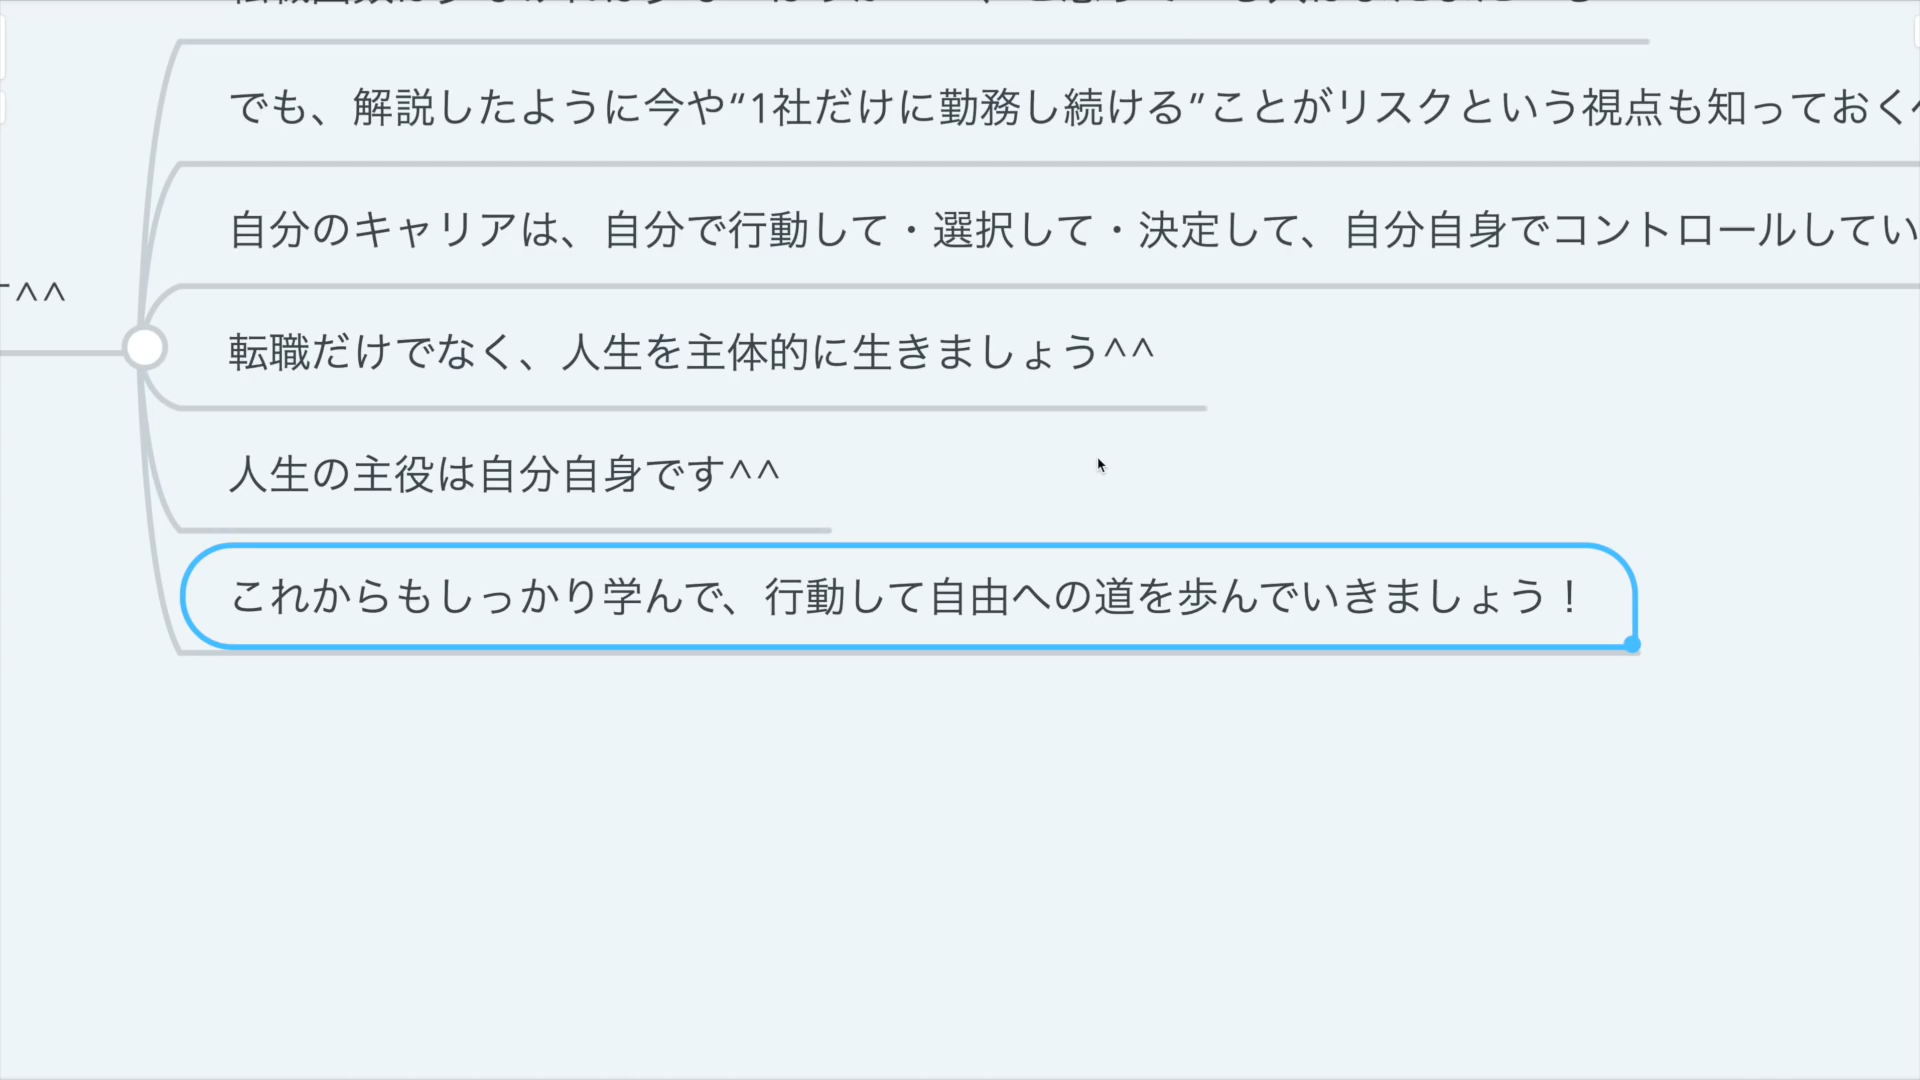 でも、解説したように今や“1社だけに勤務し続ける”ことがリスクという視点も知っておく
自分のキャリアは、自分で行動して・選択して・決定して、自分自身でコントロールしてい
^^
転職だけでなく、人生を主体的に生きましょう^^
人生の主役は自分自身です^^
これからもしっかり学んで、行動して自由への道を歩んでいきましょう！